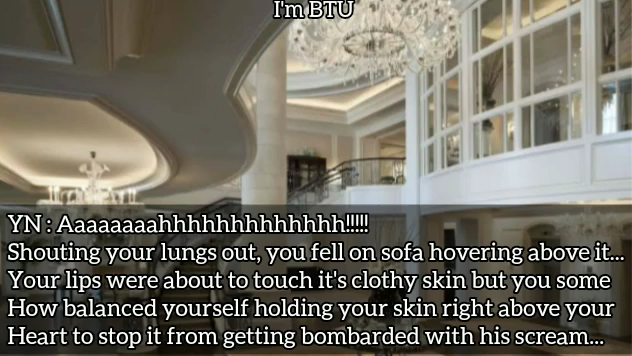 I'm BTU
YN : Aaaaaaaahhhhhhhhhhhhhh!!!!!
Shouting your lungs out, you fell on sofa hovering above it...
Your lips were about to touch it's clothy skin but you some
How balanced yourself holding your skin right above your
Heart to stop it from getting bombarded with his scream...